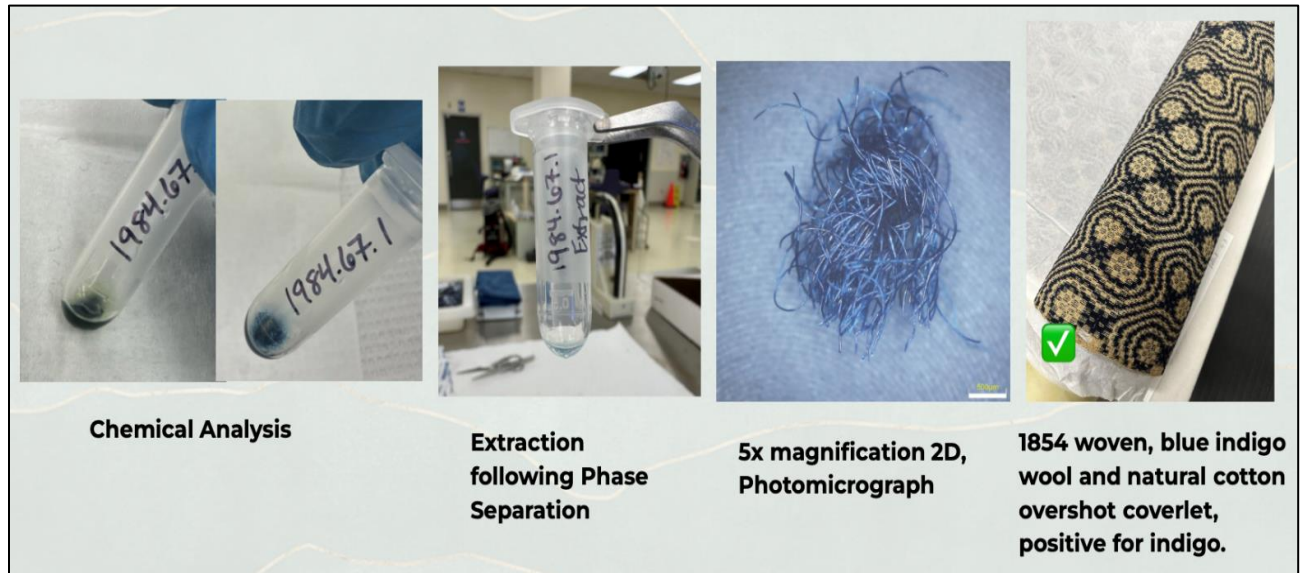 1984.67
1984.67.1
1984.67.1
Extract
500µm
Chemical Analysis
Extraction
following Phase
Separation
5x magnification 2D,
Photomicrograph
1854 woven, blue indigo
wool and natural cotton
overshot coverlet,
positive for indigo.